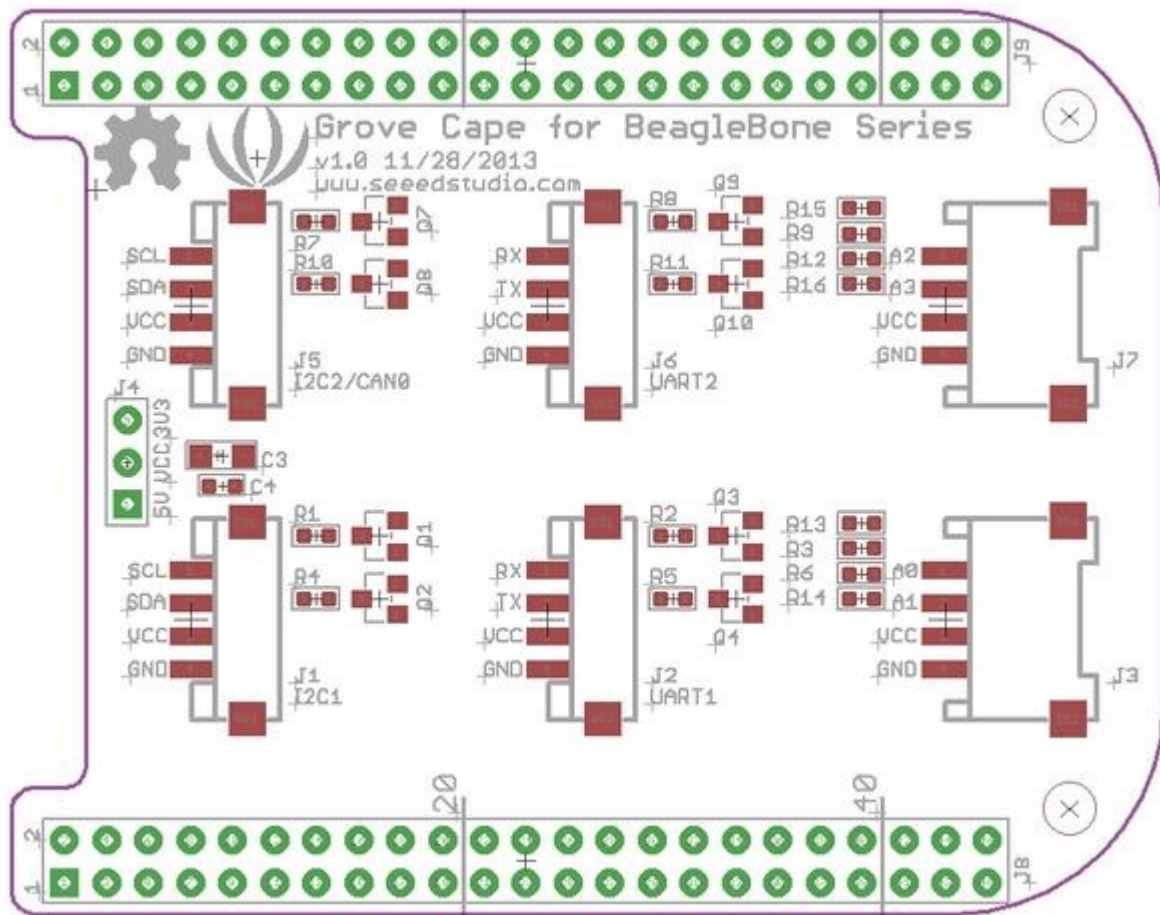 2
1
J9
Grove Cape for BeagleBone Series
v1.0 11/28/2013
www.seeedstudio.com
SCL
SDA
VCC
GND
R7
R10
Q7
Q8
J5
I2C2/CAN0
RX
TX
VCC
GND
R8
R11
Q9
Q10
J6
UART2
R15
R9
R12
R16
A2
A3
VCC
GND
J7
J4
3V3
VCC
5V
C3
C4
SCL
SDA
VCC
GND
R1
R4
Q1
Q2
J1
I2C1
RX
TX
VCC
GND
R2
R5
Q3
Q4
J2
UART1
R13
R3
R6
R14
A0
A1
VCC
GND
J3
20
40
2
1
J8